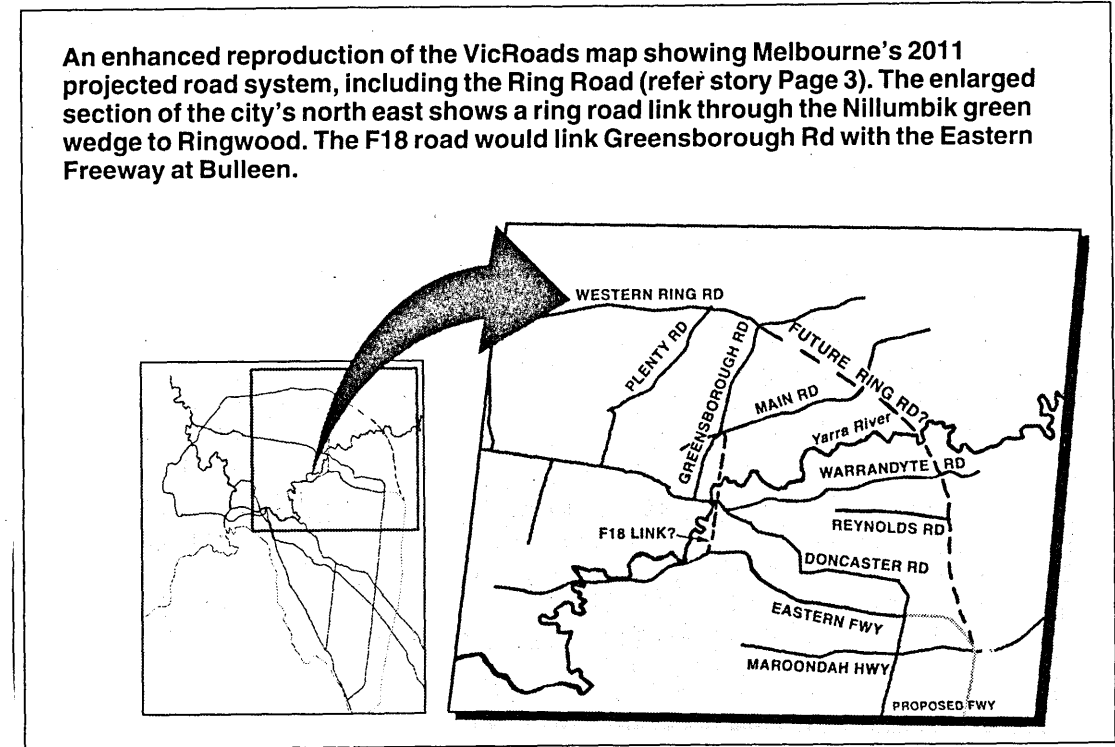 An enhanced reproduction of the VicRoads map showing Melbourne's 2011
projected road system, including the Ring Road (refer story Page 3). The enlarged
section of the city's north east shows a ring road link through the Nillumbik green
wedge to Ringwood. The F18 road would link Greensborough Rd with the Eastern
Freeway at Bulleen.
WESTERN RING RD
PLENTY RD
GREENSBOROUGH RD
FUTURE RING RD?
MAIN RD
Yarra River
WARRANDYTE RD
REYNOLDS RD
F18 LINK?
DONCASTER RD
EASTERN FWY
MAROONDAH HWY
PROPOSED FWY